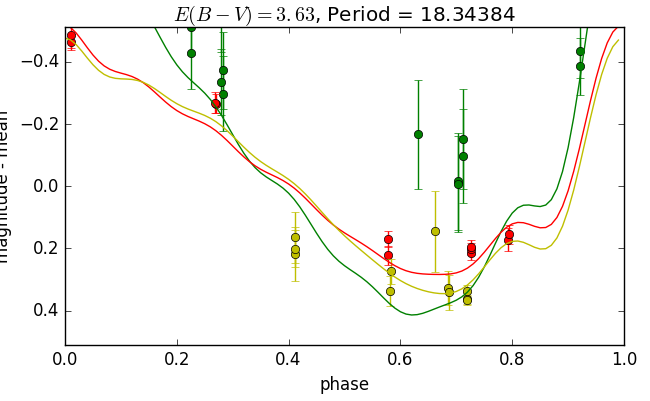 E(B − V) = 3.63, Period = 18.34384
magnitude - mean
−0.4
−0.2
0.0
0.2
0.4
0.0 0.2 0.4 0.6 0.8 1.0
phase